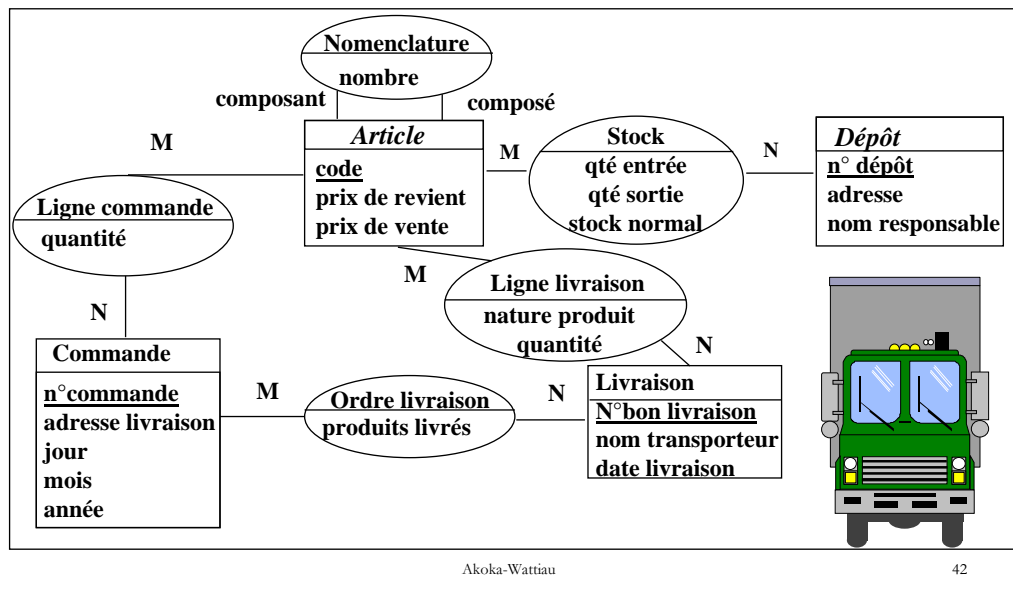 Nomenclature
nombre
composant
composé
M
Article
code
prix de revient
prix de vente
M
Stock
qté entrée
qté sortie
stock normal
N
Dépôt
n° dépôt
adresse
nom responsable
Ligne commande
quantité
M
Ligne livraison
nature produit
quantité
N
N
Commande
n°commande
adresse livraison
jour
mois
année
M
Ordre livraison
produits livrés
N
Livraison
N°bon livraison
nom transporteur
date livraison
Akoka-Wattiau
42